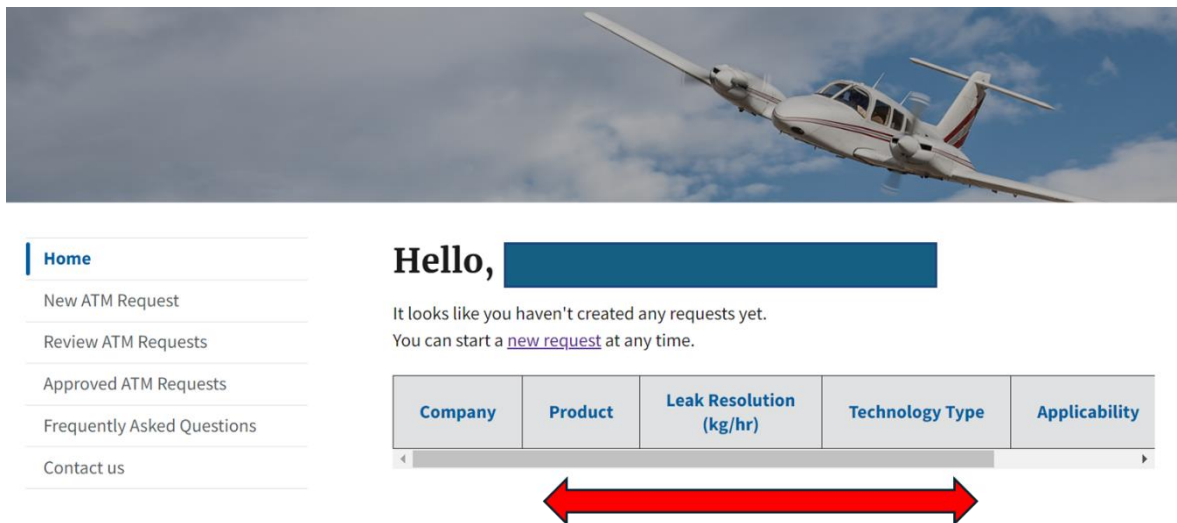 Home
New ATM Request
Review ATM Requests
Approved ATM Requests
Frequently Asked Questions
Contact us
Hello,
It looks like you haven't created any requests yet.
You can start a new request at any time.
Company
Product
Leak Resolution
(kg/hr)
Technology Type
Applicability